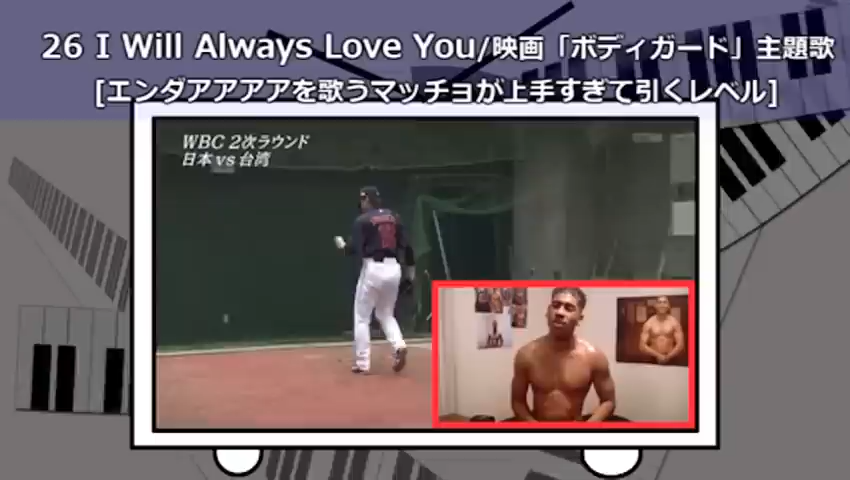 26 I Will Always Love You/映画「ボディガード」主題歌
[エンダアアアアを歌うマッチョが上手すぎて引くレベル]
WBC 2次ラウンド
日本 vs 台湾